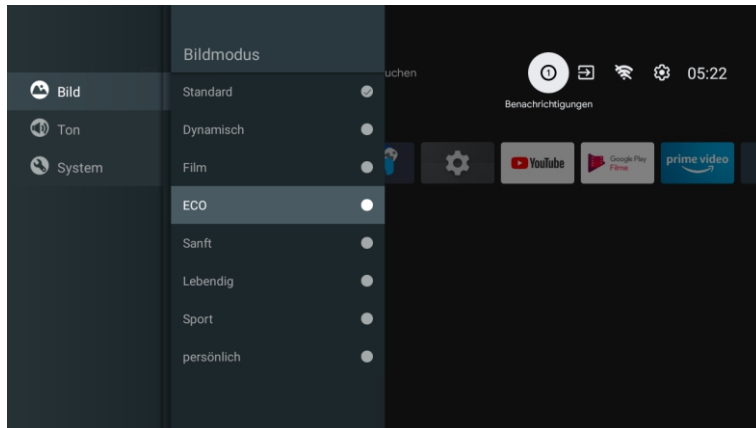 Bildmodus
uchen
05:22
Benachrichtigungen
Bild
Ton
System
Standard
Dynamisch
Film
ECO
Sanft
Lebendig
Sport
persönlich
YouTube
Google Play
Filme
prime video